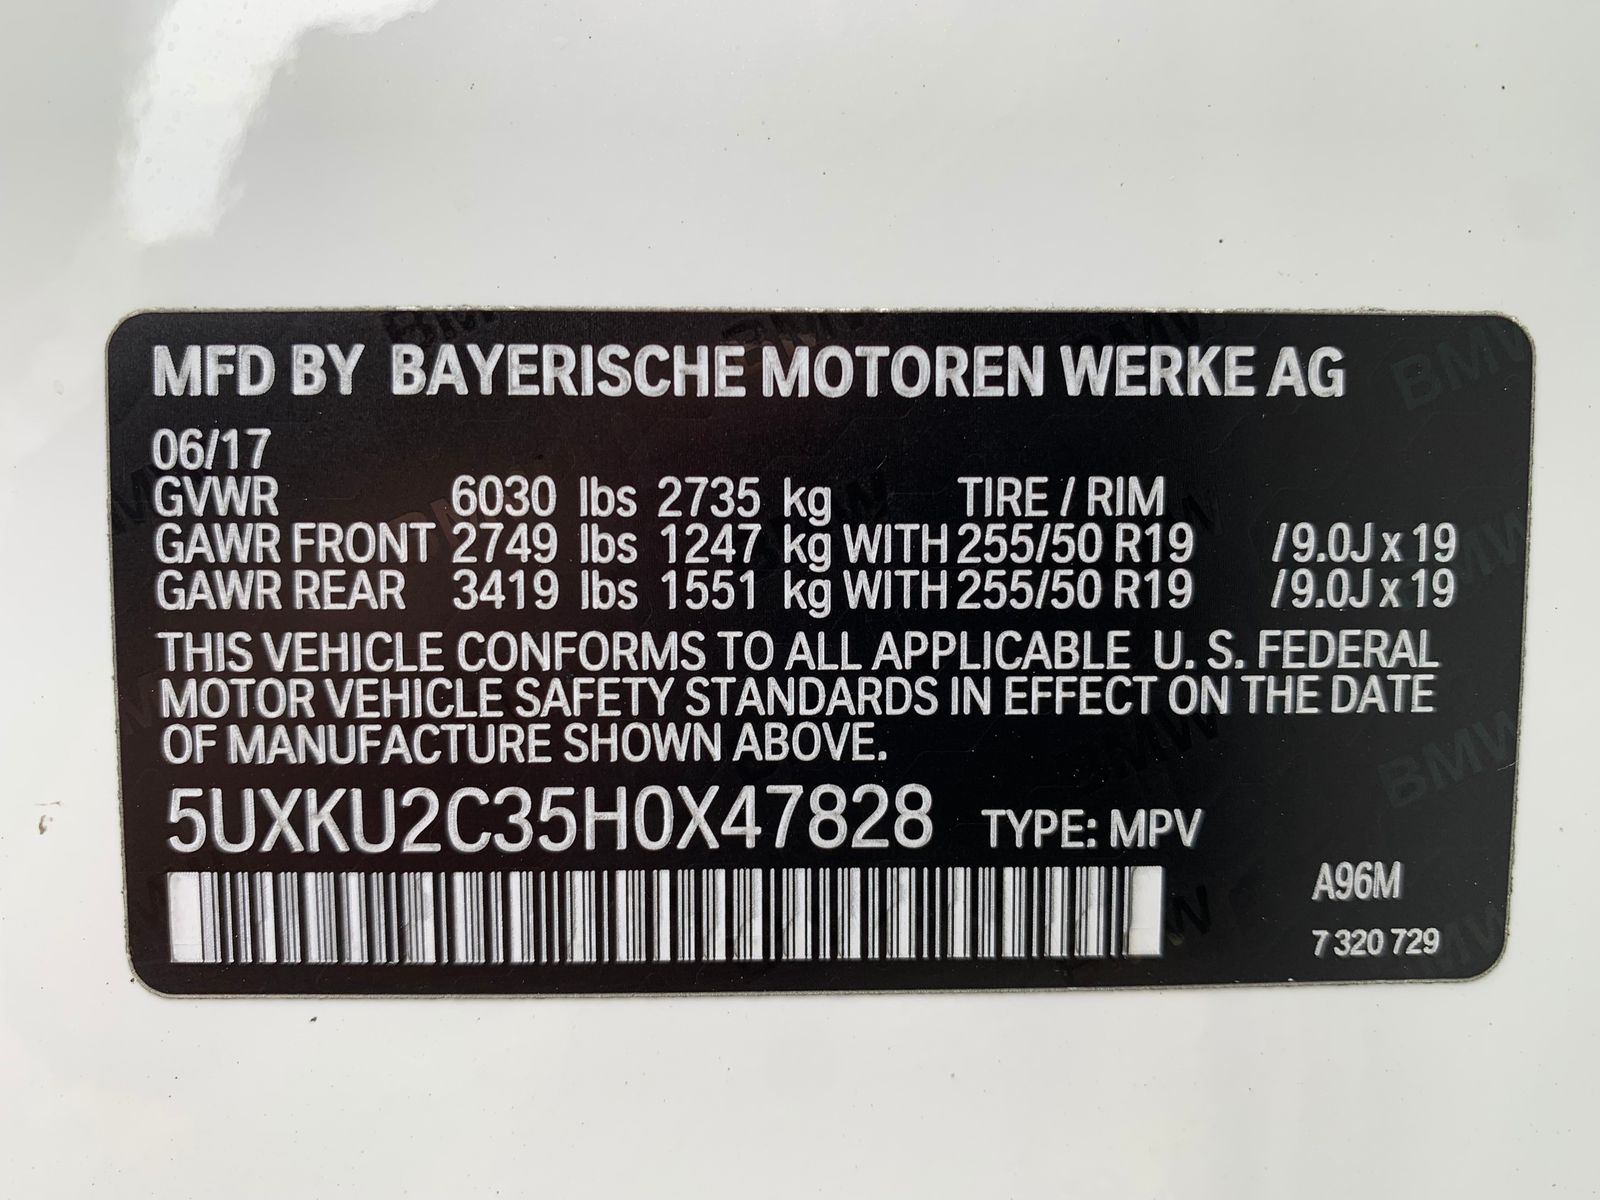 MFD BY BAYERISCHE MOTOREN WERKE AG
06/17
GVWR 6030 lbs 2735 kg TIRE / RIM
GAWR FRONT 2749 lbs 1247 kg WITH 255/50 R19 /9.0J x 19
GAWR REAR 3419 lbs 1551 kg WITH 255/50 R19 /9.0J x 19
THIS VEHICLE CONFORMS TO ALL APPLICABLE U. S. FEDERAL
MOTOR VEHICLE SAFETY STANDARDS IN EFFECT ON THE DATE
OF MANUFACTURE SHOWN ABOVE.
5UXKU2C35H0X47828 TYPE: MPV
A96M
7 320 729